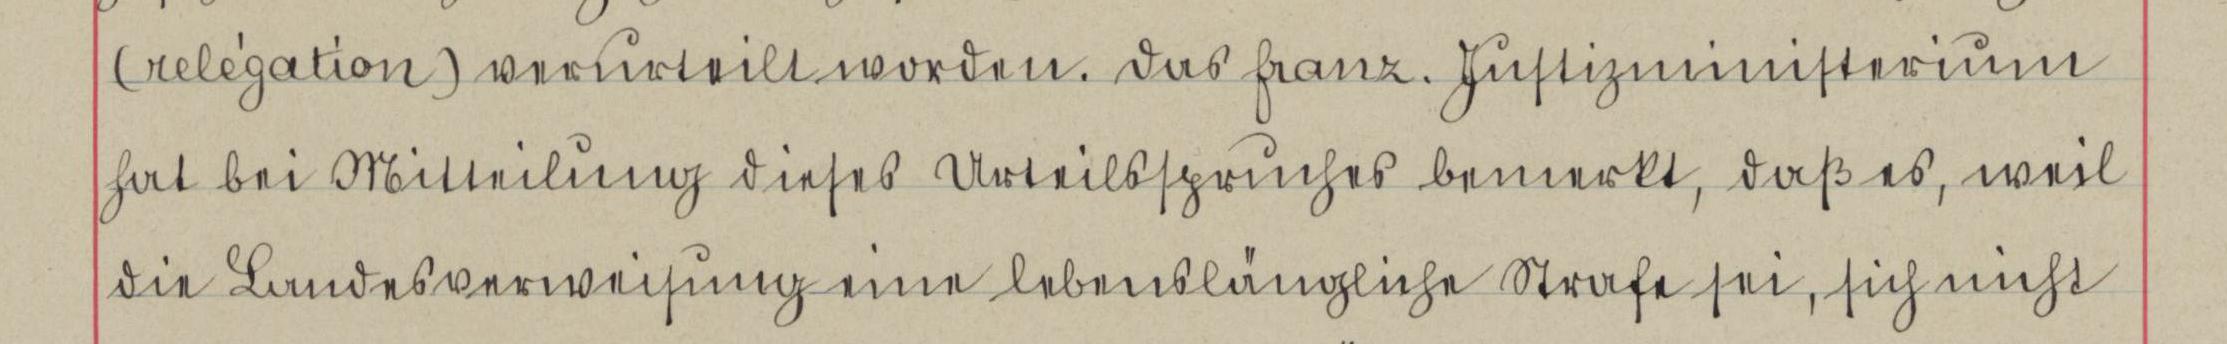 (relégation) verurteilt worden. Das franz. Justizministerium
hat bei Mitteilung dieses Urteilsspruches bemerkt, daß es, weil
die Landesverweisung eine lebenslängliche Strafe sei, sich nicht